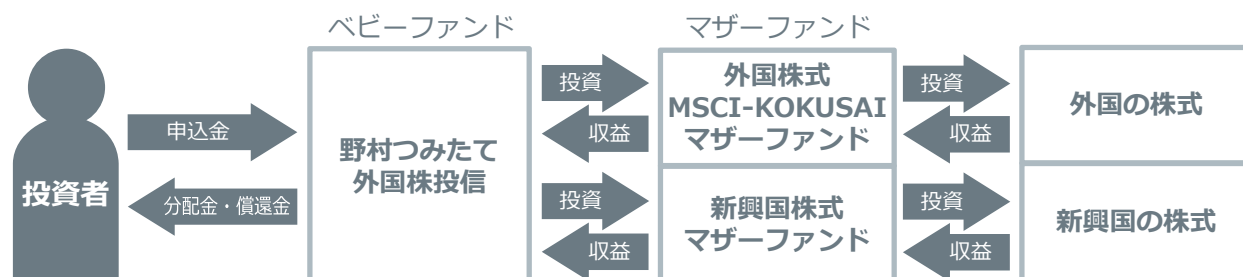 ベビーファンド
マザーファンド
投資者
申込金
分配金・償還金
野村つみたて
外国株投信
投資
収益
外国株式
MSCI-KOKUSAI
マザーファンド
投資
収益
外国の株式
投資
収益
新興国株式
マザーファンド
投資
収益
新興国の株式